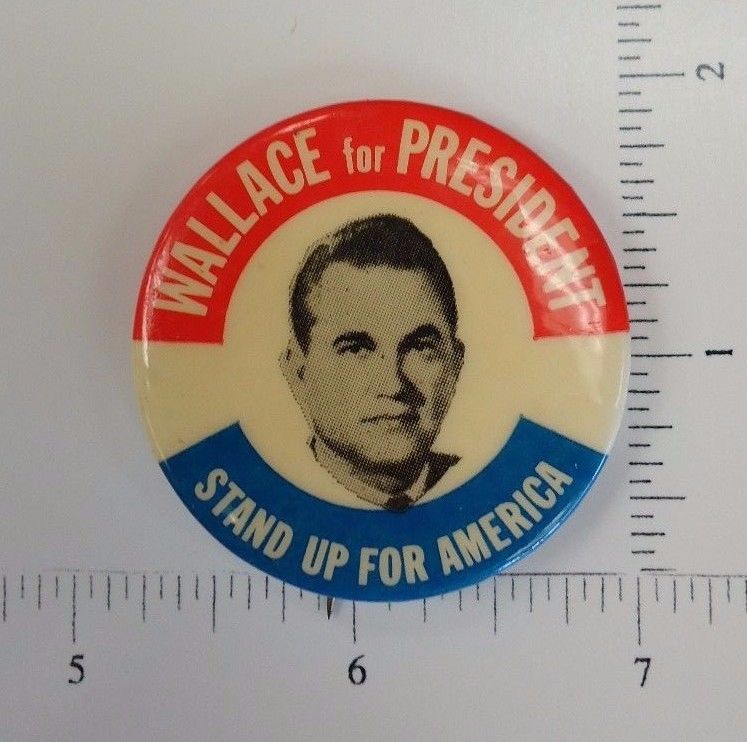 WALLACE for PRESIDENT
STAND UP FOR AMERICA
2
1
5 6 7